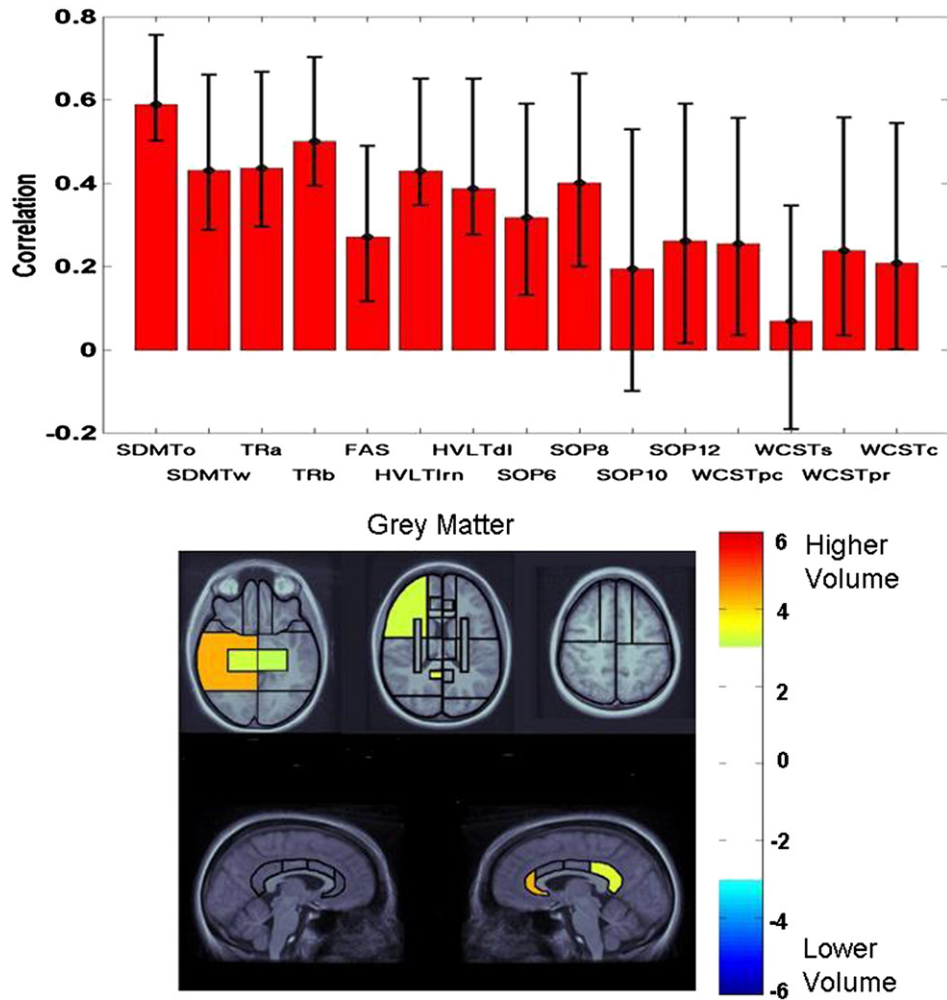 0.8
0.6
0.4
0.2
0
-0.2
Correlation
SDMTo TRa FAS HVLTdl SOP8 SOP12 WCSTs WCSTc
SDMTw TRb HVLTlrn SOP6 SOP10 WCSTpc WCSTpr
Grey Matter
6 Higher
Volume
4
2
0
-2
-4
Lower
Volume
-6